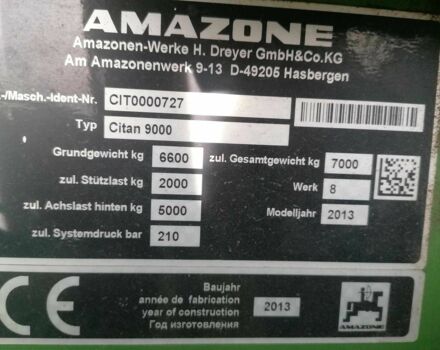 AMAZONE
Amazonen-Werke H. Dreyer GmbH&Co.KG
Am Amazonenwerk 9-13 D-49205 Hasbergen
.-/Masch.-Ident-Nr. CIT0000727
Typ Citan 9000
Grundgewicht kg 6600 zul. Gesamtgewicht kg 7000
zul. Stützlast kg 2000 Werk 8
zul. Achslast hinten kg 5000 Modelljahr 2013
zul. Systemdruck bar 210
CE
Baujahr
année de fabrication
year of construction
Год изготовления
2013
AMAZONE